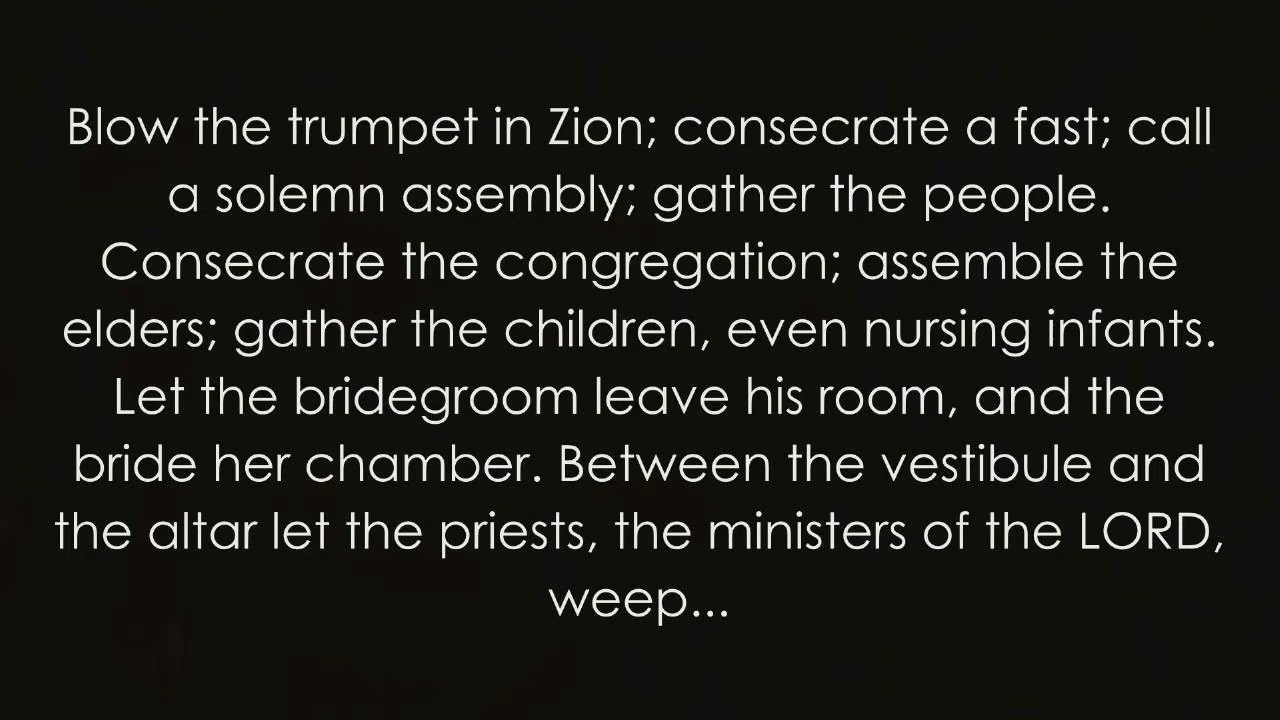 Blow the trumpet in Zion; consecrate a fast; call
a solemn assembly; gather the people.
Consecrate the congregation; assemble the
elders; gather the children, even nursing infants.
Let the bridegroom leave his room, and the
bride her chamber. Between the vestibule and
the altar let the priests, the ministers of the LORD,
weep...